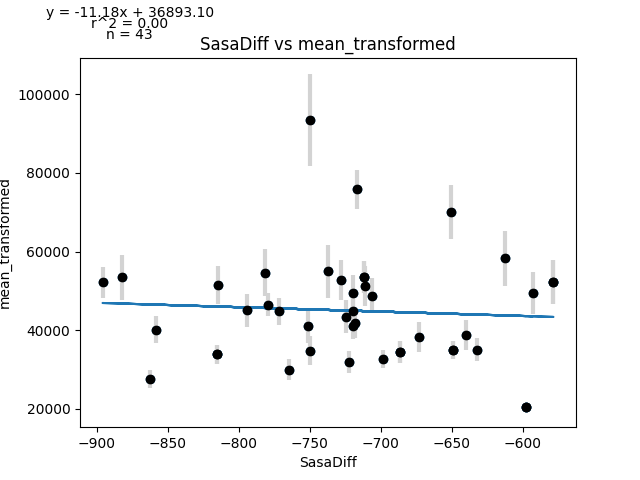 y = -11.18x + 36893.10
r^2 = 0.00
n = 43
SasaDiff vs mean_transformed
100000
80000
60000
40000
20000
mean_transformed
−900
−850
−800
−750
−700
−650
−600
SasaDiff